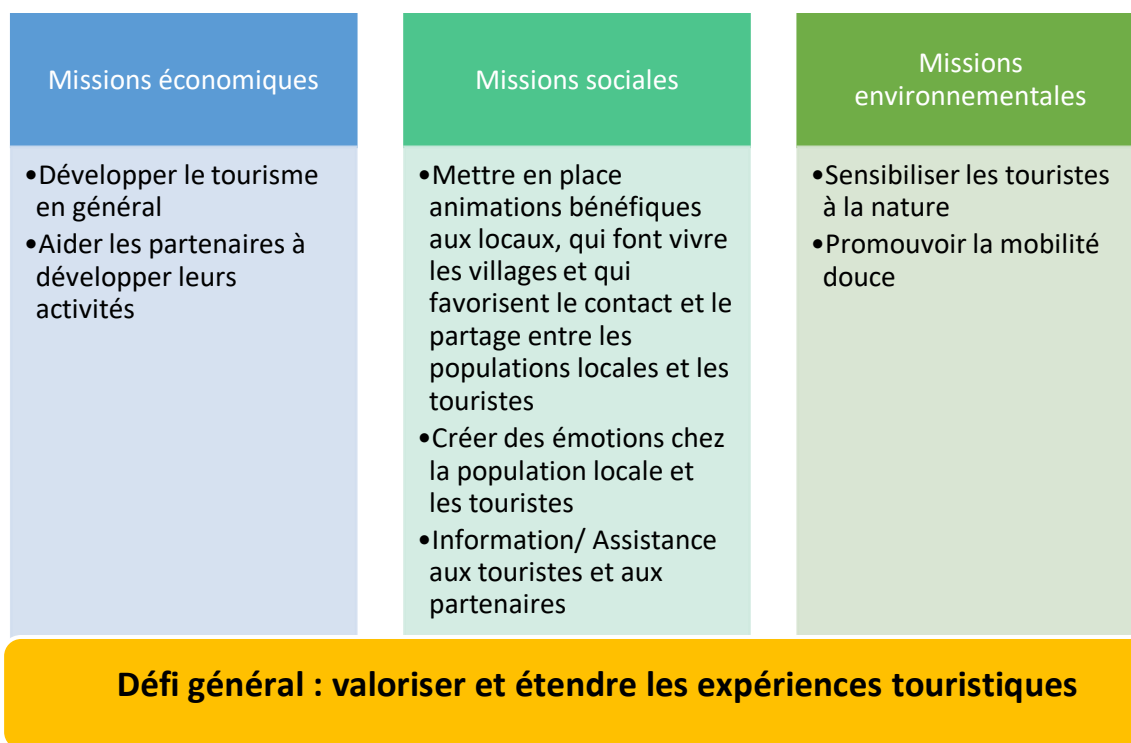 Missions économiques
•Développer le tourisme
en général
•Aider les partenaires à
développer leurs
activités
Missions sociales
•Mettre en place
animations bénéfiques
aux locaux, qui font vivre
les villages et qui
favorisent le contact et le
partage entre les
populations locales et les
touristes
•Créer des émotions chez
la population locale et
les touristes
•Information/ Assistance
aux touristes et aux
partenaires
Missions
environnementales
•Sensibiliser les touristes
à la nature
•Promouvoir la mobilité
douce
Défi général : valoriser et étendre les expériences touristiques